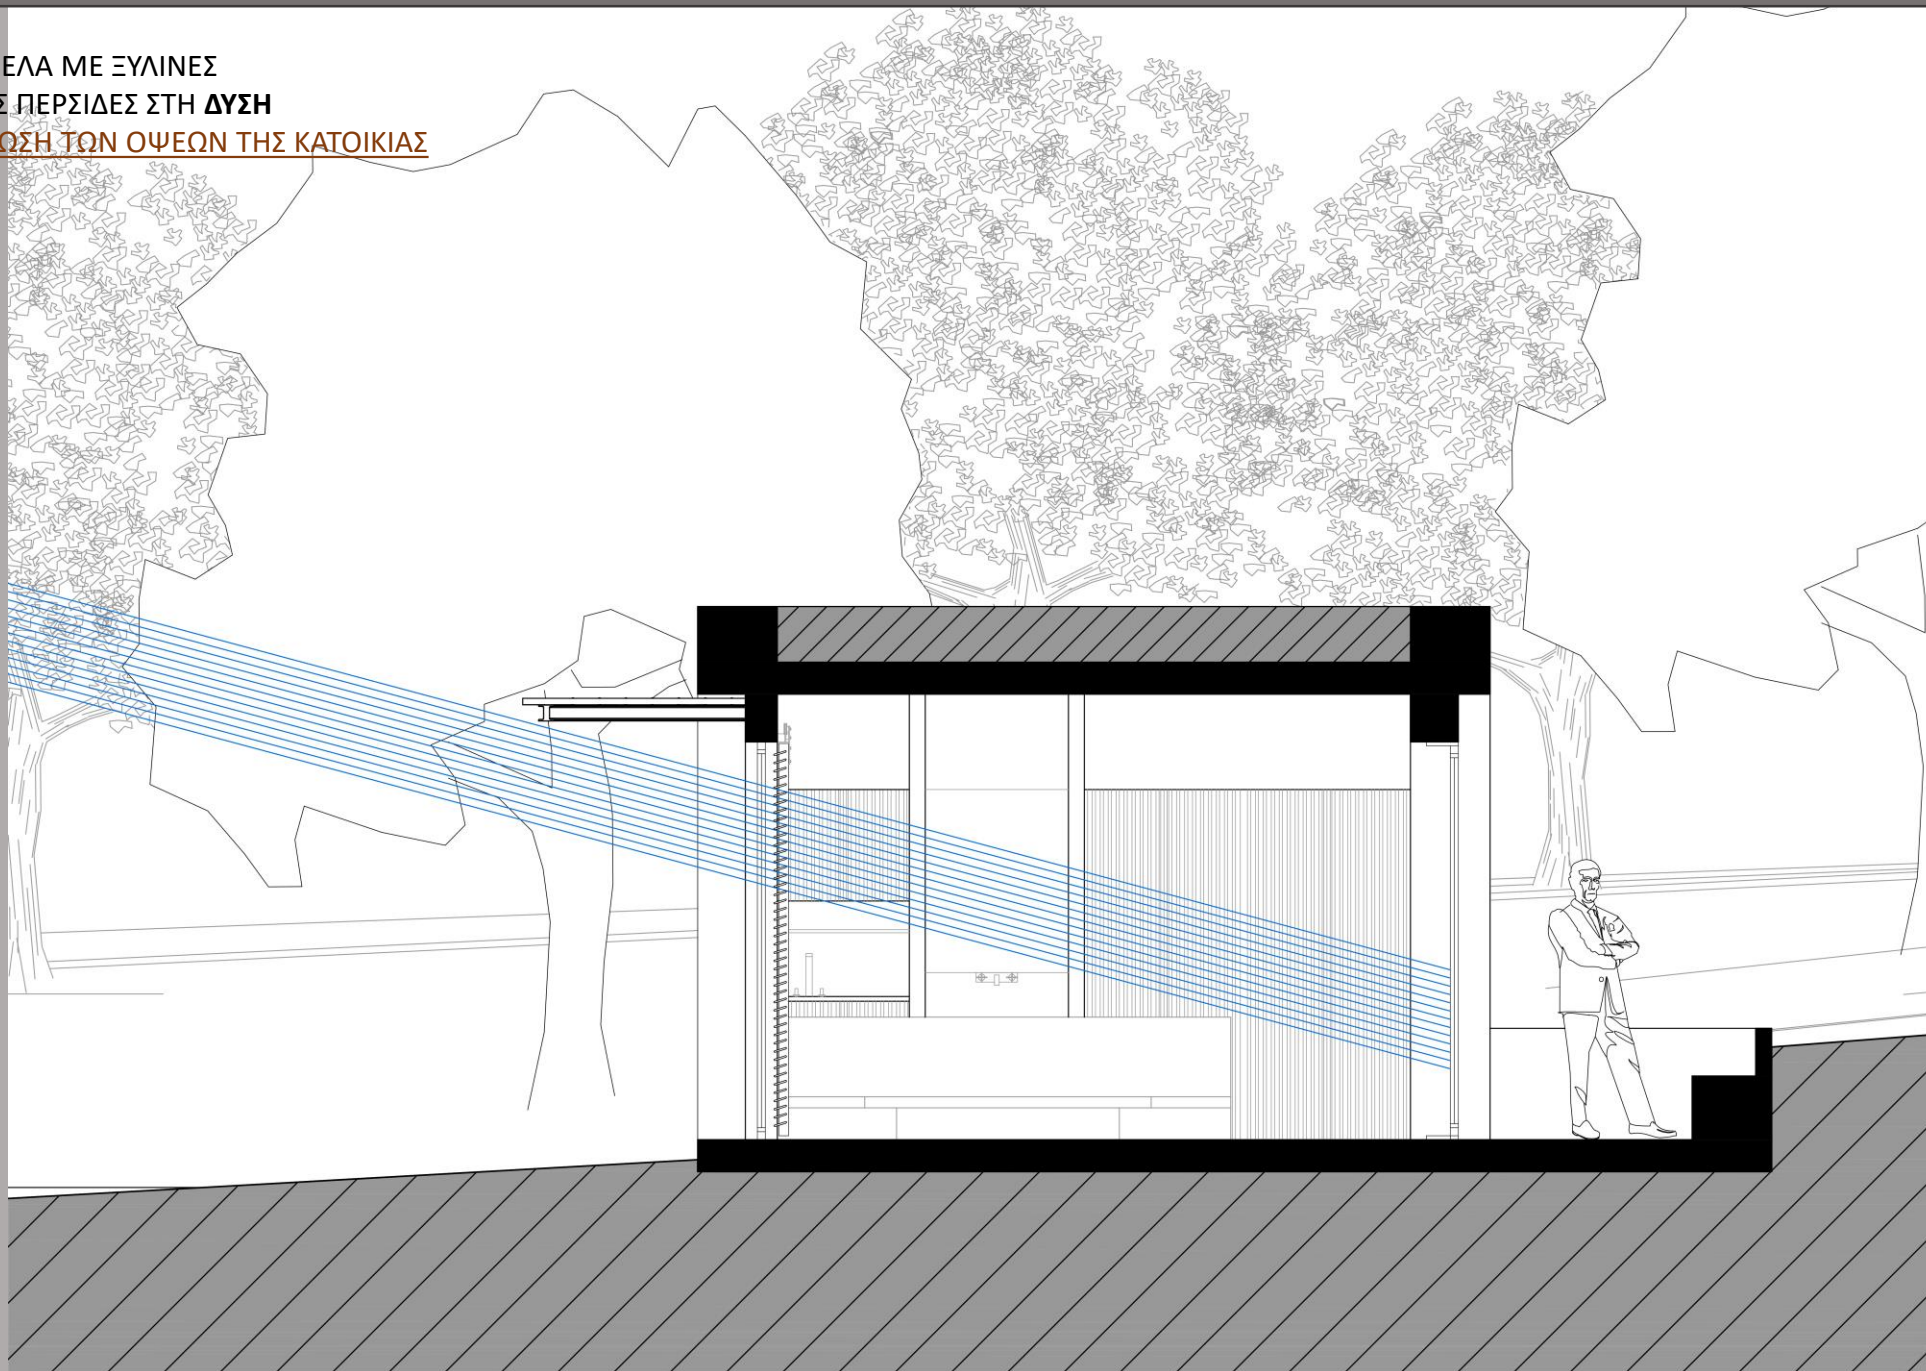 ΕΛΑ ΜΕ ΞΥΛΙΝΕΣ
Σ ΠΕΡΣΙΔΕΣ ΣΤΗ ΔΥΣΗ
ΩΣΗ ΤΩΝ ΟΨΕΩΝ ΤΗΣ ΚΑΤΟΙΚΙΑΣ